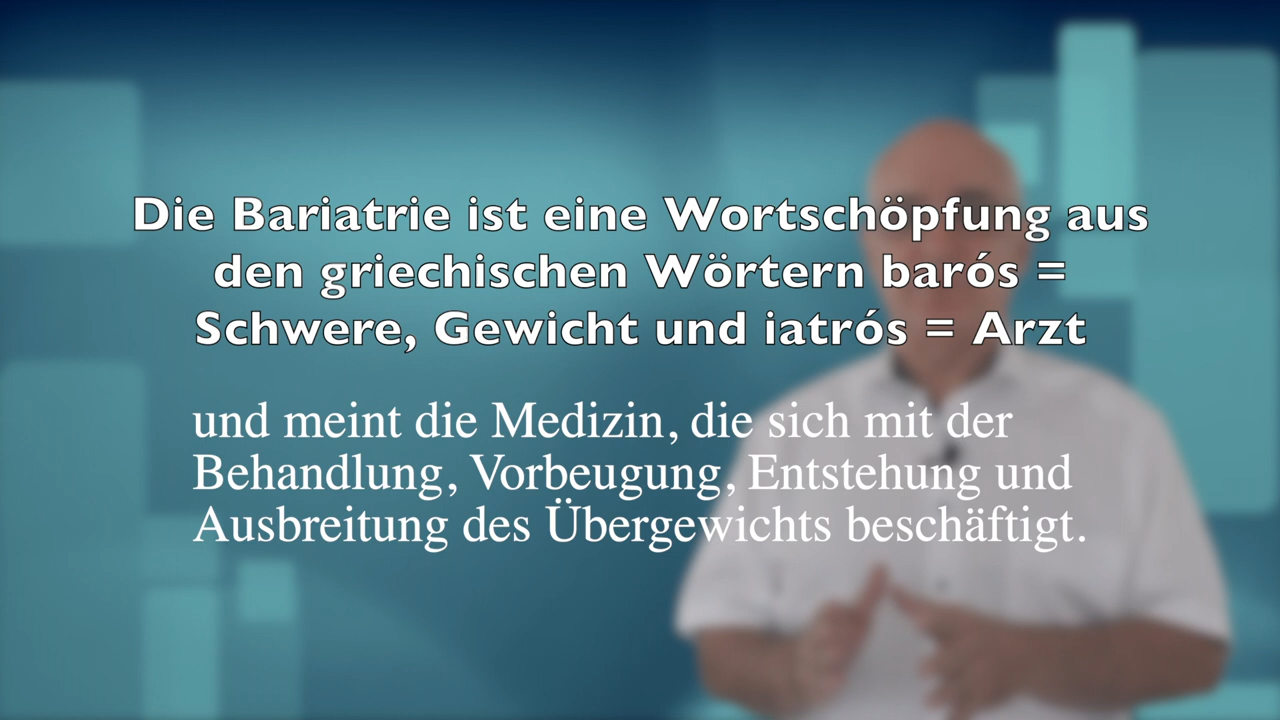 Die Bariatrie ist eine Wortschöpfung aus
den griechischen Wörtern barós =
Schwere, Gewicht und iatrós = Arzt
und meint die Medizin, die sich mit der
Behandlung, Vorbeugung, Entstehung und
Ausbreitung des Übergewichts beschäftigt.